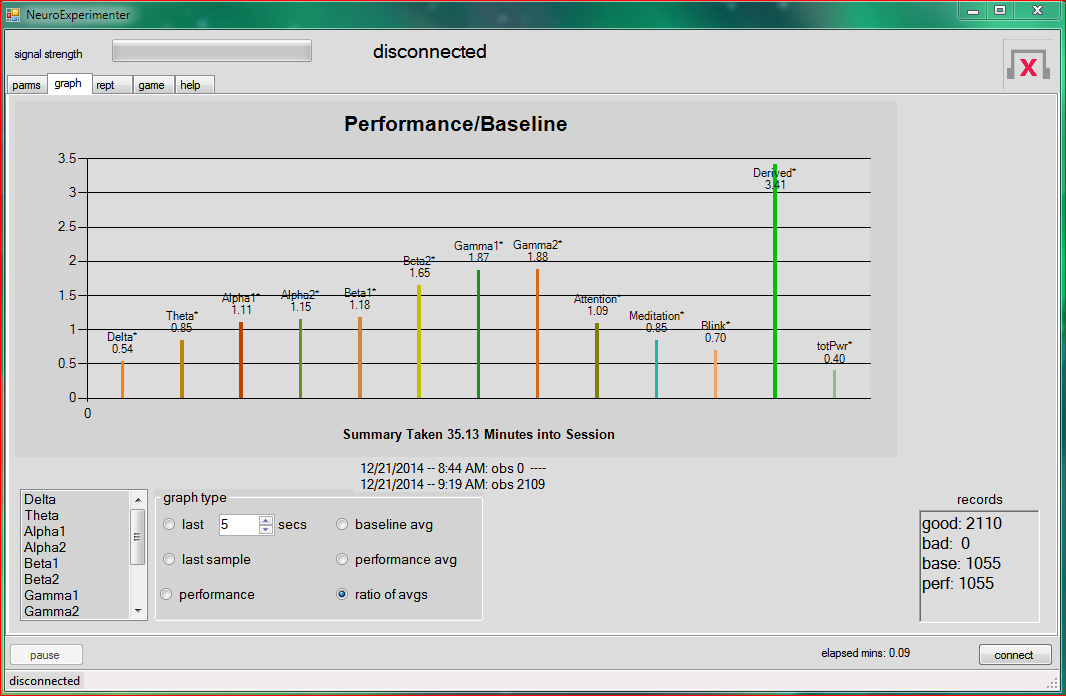 NeuroExperimenter
signal strength
disconnected
X
parms graph rept game help
Performance/Baseline
3.5
3
2.5
2
1.5
1
0.5
0
0
Delta*
0.54
Theta*
0.85
Alpha1*
1.11
Alpha2*
1.15
Beta1*
1.18
Beta2*
1.65
Gamma1*
1.87
Gamma2*
1.88
Attention*
1.09
Meditation*
0.85
Blink*
0.70
Derived*
3.41
totPwr*
0.40
Summary Taken 35.13 Minutes into Session
12/21/2014 -- 8:44 AM: obs 0 ----
12/21/2014 -- 9:19 AM: obs 2109
Delta
Theta
Alpha1
Alpha2
Beta1
Beta2
Gamma1
Gamma2
graph type
last 5 secs
baseline avg
last sample
performance avg
performance
ratio of avgs
records
good: 2110
bad: 0
base: 1055
perf: 1055
pause
elapsed mins: 0.09
connect
disconnected